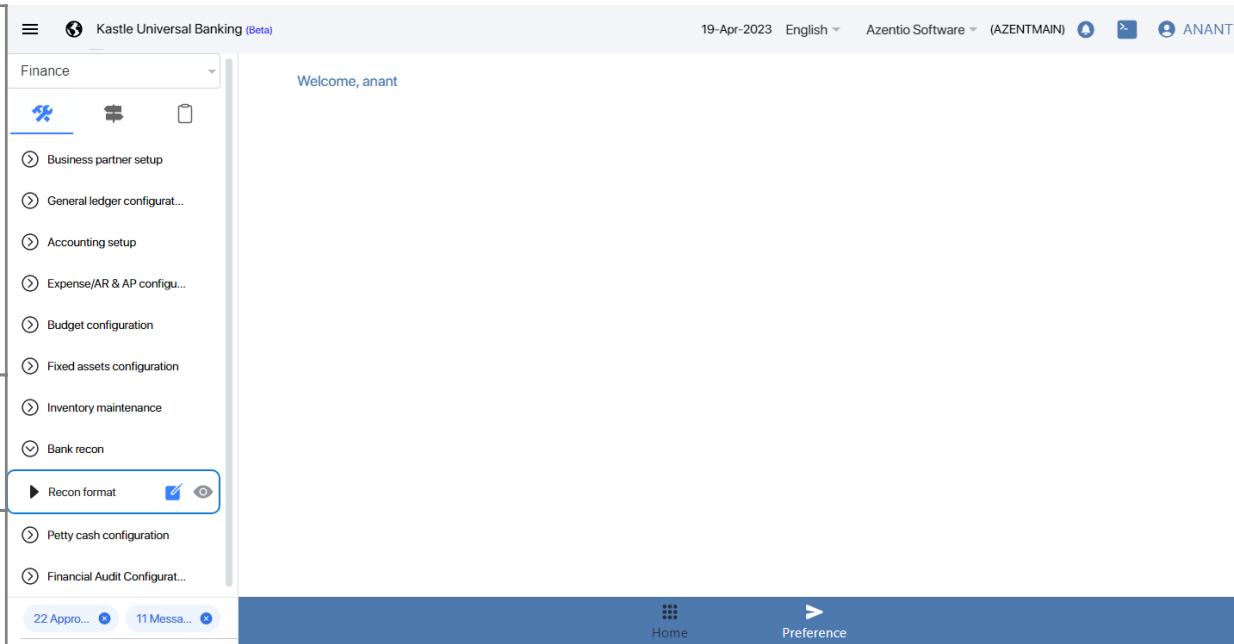 Kastle Universal Banking (Beta) 19-Apr-2023 English Azentio Software (AZENTMAIN) ANANT
Finance
Welcome, anant
Business partner setup
General ledger configurat...
Accounting setup
Expense/AR & AP configu...
Budget configuration
Fixed assets configuration
Inventory maintenance
Bank recon
Recon format
Petty cash configuration
Financial Audit Configurat...
22 Appro... 11 Messa...
Home Preference